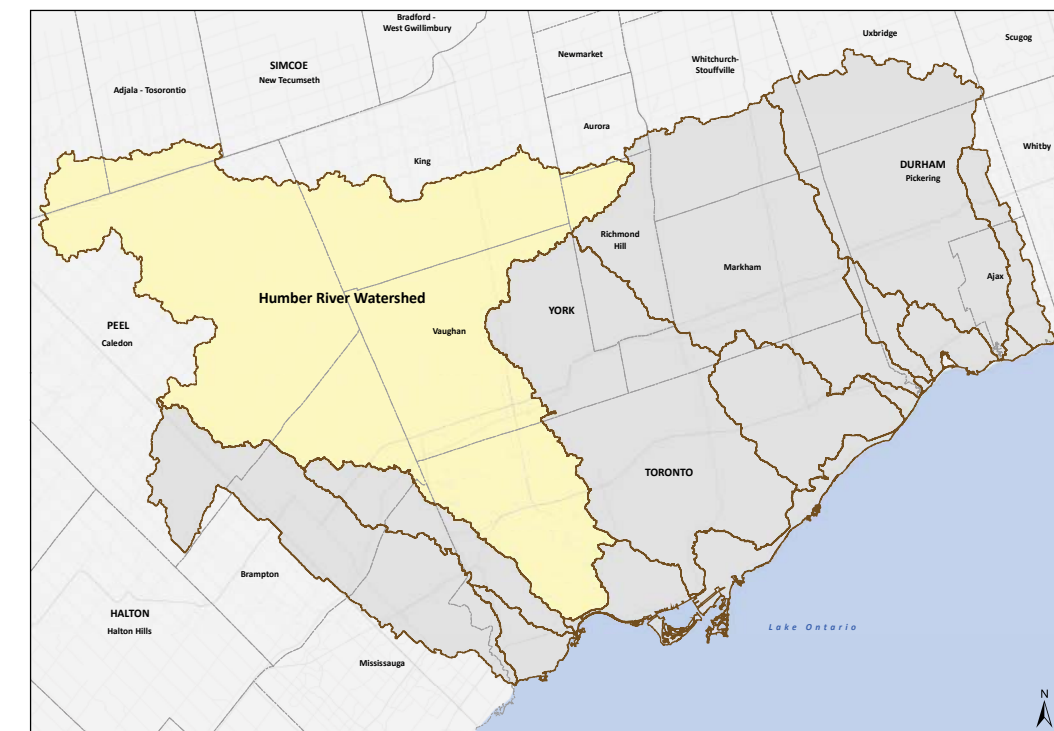 Bradford -
West Gwillimbury
Uxbridge
Scugog
Newmarket
Whitchurch-
Stouffville
SIMCOE
New Tecumseth
Adjala - Tosorontio
Aurora
Whitby
King
DURHAM
Pickering
Richmond
Hill
Markham
Ajax
Humber River Watershed
YORK
PEEL
Caledon
Vaughan
TORONTO
Brampton
HALTON
Halton Hills
Lake Ontario
Mississauga
N